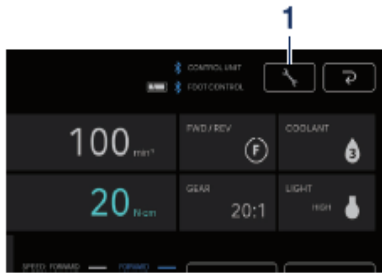 1
CONTROL UNIT
FOOT CONTROL
100 min⁻¹
FWD/REV
F
COOLANT
3
20 N·cm
GEAR
20:1
LIGHT
HIGH
SPEED FORWARD FORWARD